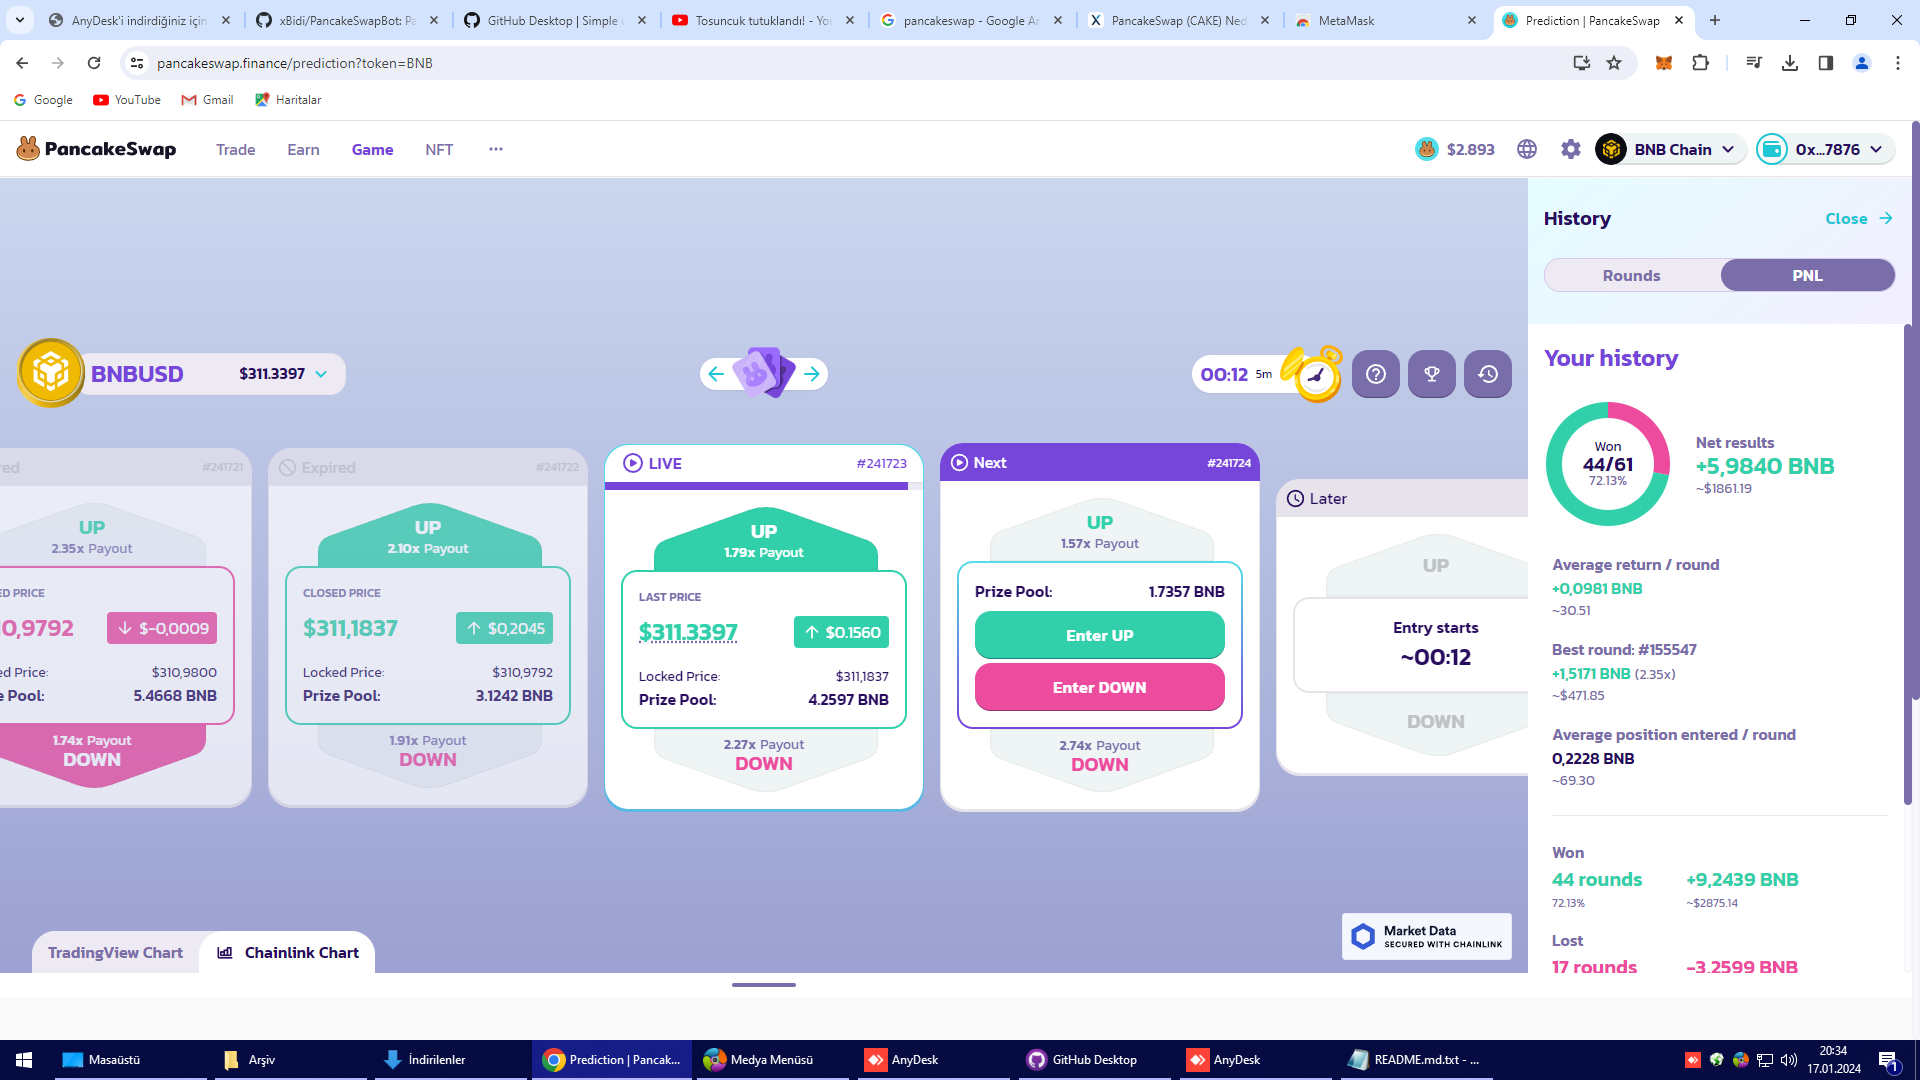 AnyDesk'i indirdiğiniz için
xBidi/PancakeSwapBot: Pa
GitHub Desktop | Simple c
Tosuncuk tutuklandı! - You
pancakeswap - Google Ar
PancakeSwap (CAKE) Ned
MetaMask
Prediction | PancakeSwap
pancakeswap.finance/prediction?token=BNB
Google
YouTube
Gmail
Haritalar
PancakeSwap
Trade
Earn
Game
NFT
$2.893
BNB Chain
0x...7876
History
Close
Rounds
PNL
BNBUSD
$311.3397
00:12 5m
Your history
Won
44/61
72.13%
Net results
+5,9840 BNB
~$1861.19
Average return / round
+0,0981 BNB
~30.51
Best round: #155547
+1,5171 BNB (2.35x)
~$471.85
Average position entered / round
0,2228 BNB
~69.30
Won
44 rounds
72.13%
+9,2439 BNB
~$2875.14
Lost
17 rounds
-3,2599 BNB
red
#241721
UP
2.35x Payout
ED PRICE
10,9792
$-0,0009
ed Price:
$310,9800
e Pool:
5.4668 BNB
1.74x Payout
DOWN
Expired
#241722
UP
2.10x Payout
CLOSED PRICE
$311,1837
$0,2045
Locked Price:
$310,9792
Prize Pool:
3.1242 BNB
1.91x Payout
DOWN
LIVE
#241723
UP
1.79x Payout
LAST PRICE
$311.3397
$0.1560
Locked Price:
$311,1837
Prize Pool:
4.2597 BNB
2.27x Payout
DOWN
Next
#241724
UP
1.57x Payout
Prize Pool:
1.7357 BNB
Enter UP
Enter DOWN
2.74x Payout
DOWN
Later
UP
Entry starts
~00:12
DOWN
TradingView Chart
Chainlink Chart
Market Data
SECURED WITH CHAINLINK
Masaüstü
Arşiv
İndirilenler
Prediction | Pancak...
Medya Menüsü
AnyDesk
GitHub Desktop
AnyDesk
README.md.txt - ...
20:34
17.01.2024
1